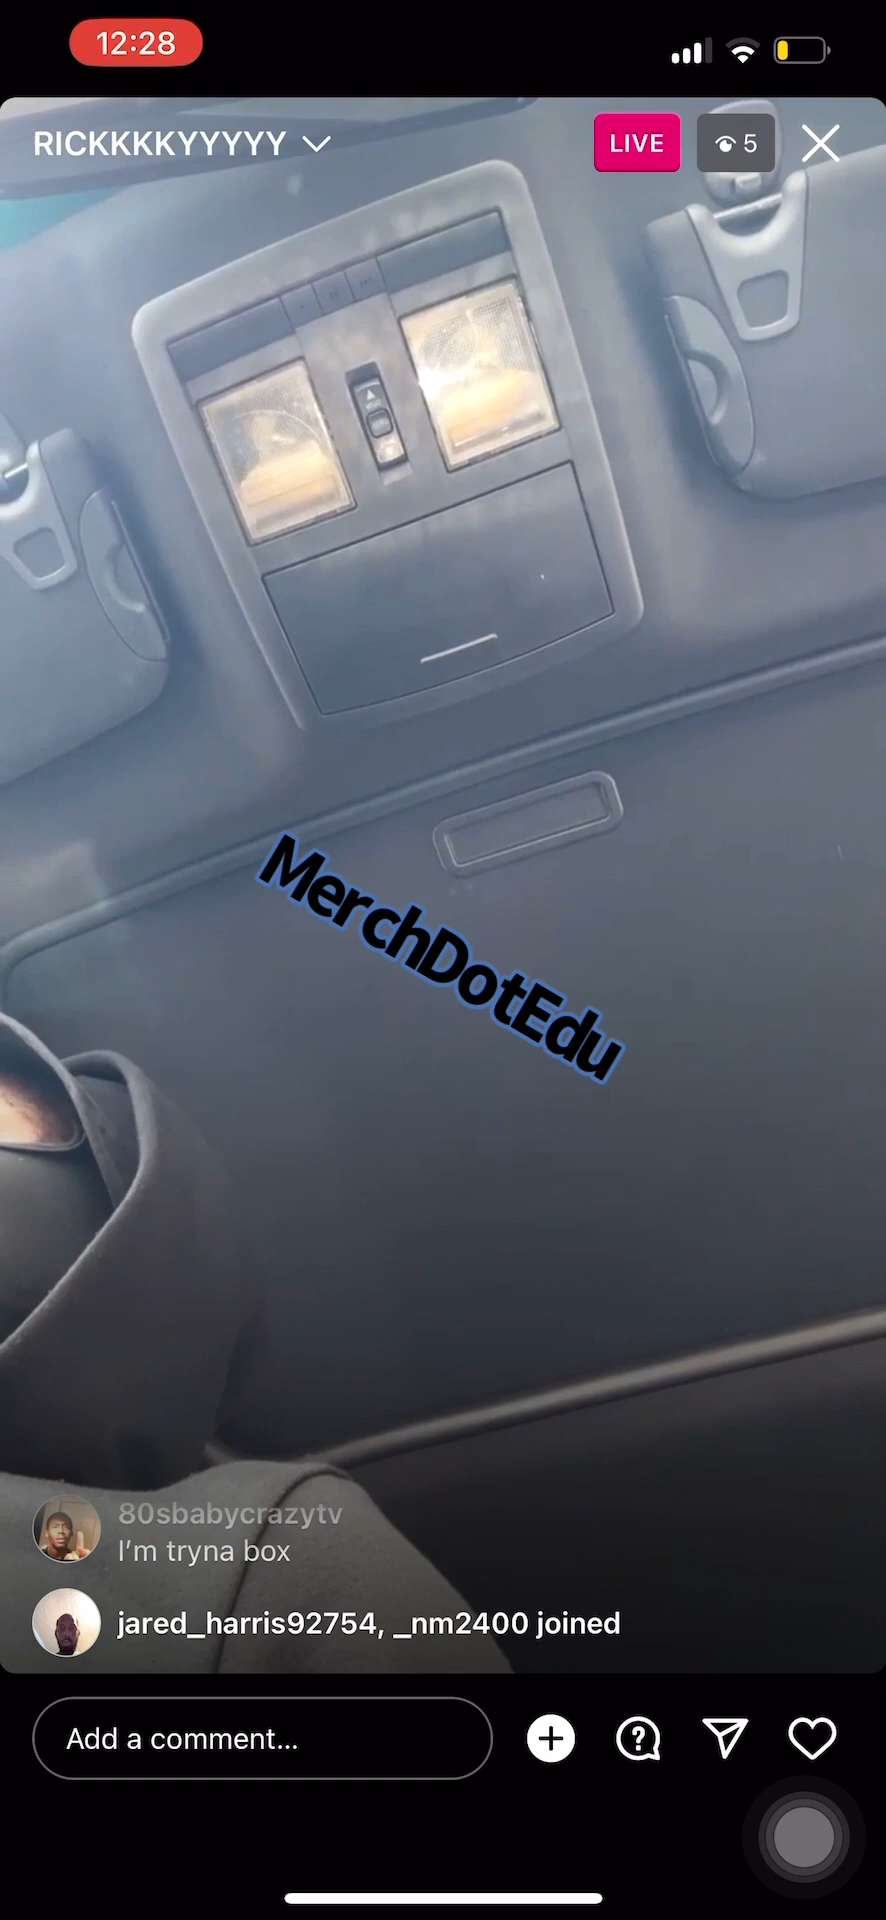 12:28
RICKKKKYYYYY
LIVE
5
MerchDotEdu
80sbabycrazytv
I'm tryna box
jared_harris92754, _nm2400 joined
Add a comment...